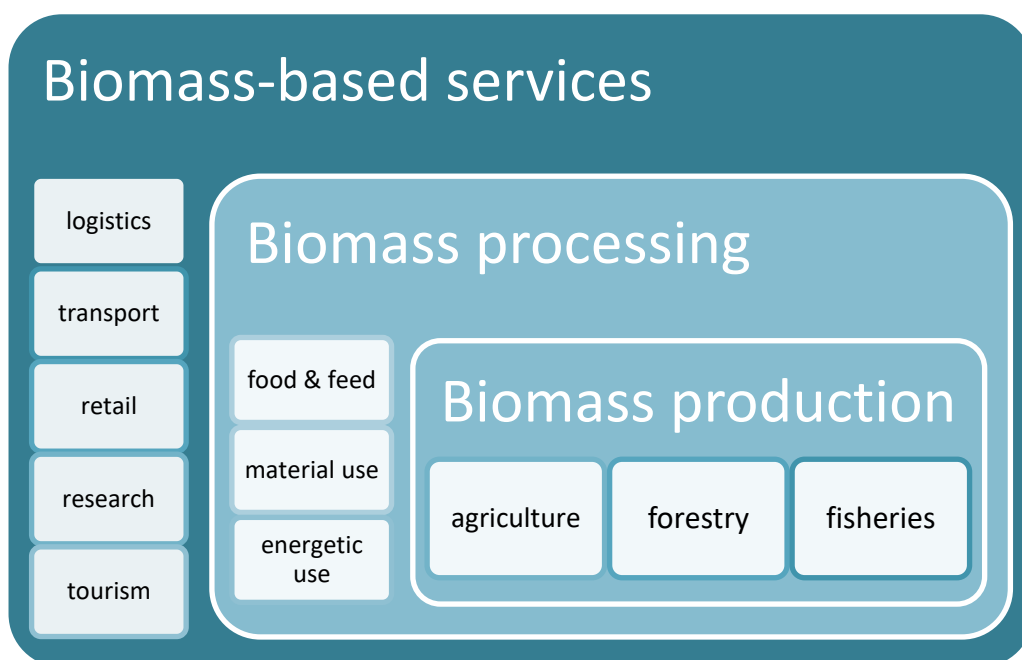 Biomass-based services
logistics
transport
retail
research
tourism
Biomass processing
food & feed
material use
energetic
use
Biomass production
agriculture
forestry
fisheries